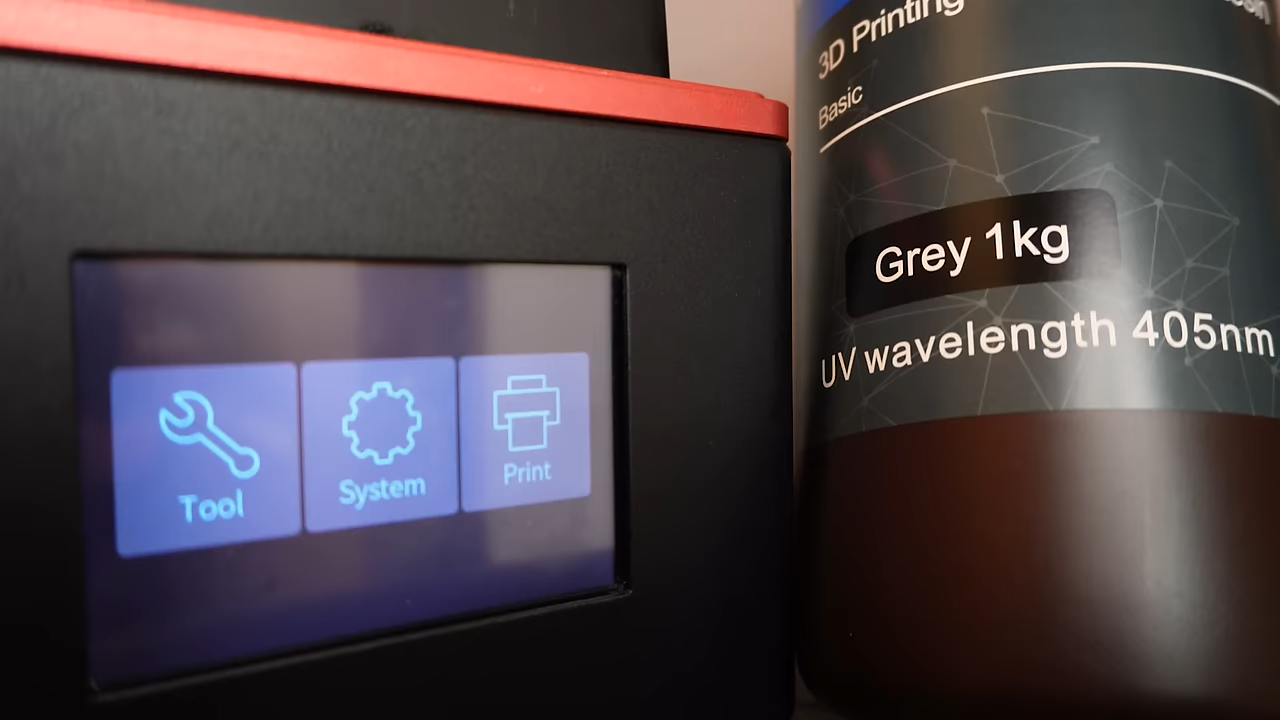 Tool
System
Print
3D Printing
Basic
Grey 1kg
UV wavelength 405nm